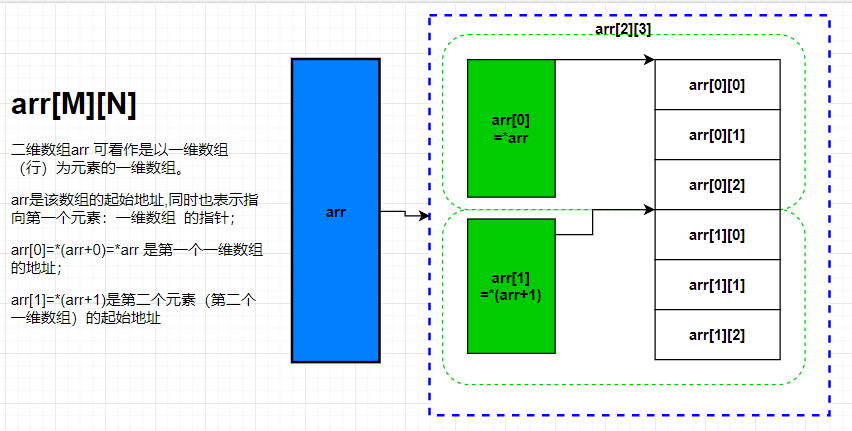 arr[M][N]
二维数组arr 可看作是以一维数组
（行）为元素的一维数组。
arr是该数组的起始地址,同时也表示指
向第一个元素：一维数组 的指针；
arr[0]=*(arr+0)=*arr 是第一个一维数组
的地址；
arr[1]=*(arr+1)是第二个元素（第二个
一维数组）的起始地址
arr
arr[2][3]
arr[0]
=*arr
arr[1]
=*(arr+1)
arr[0][0]
arr[0][1]
arr[0][2]
arr[1][0]
arr[1][1]
arr[1][2]